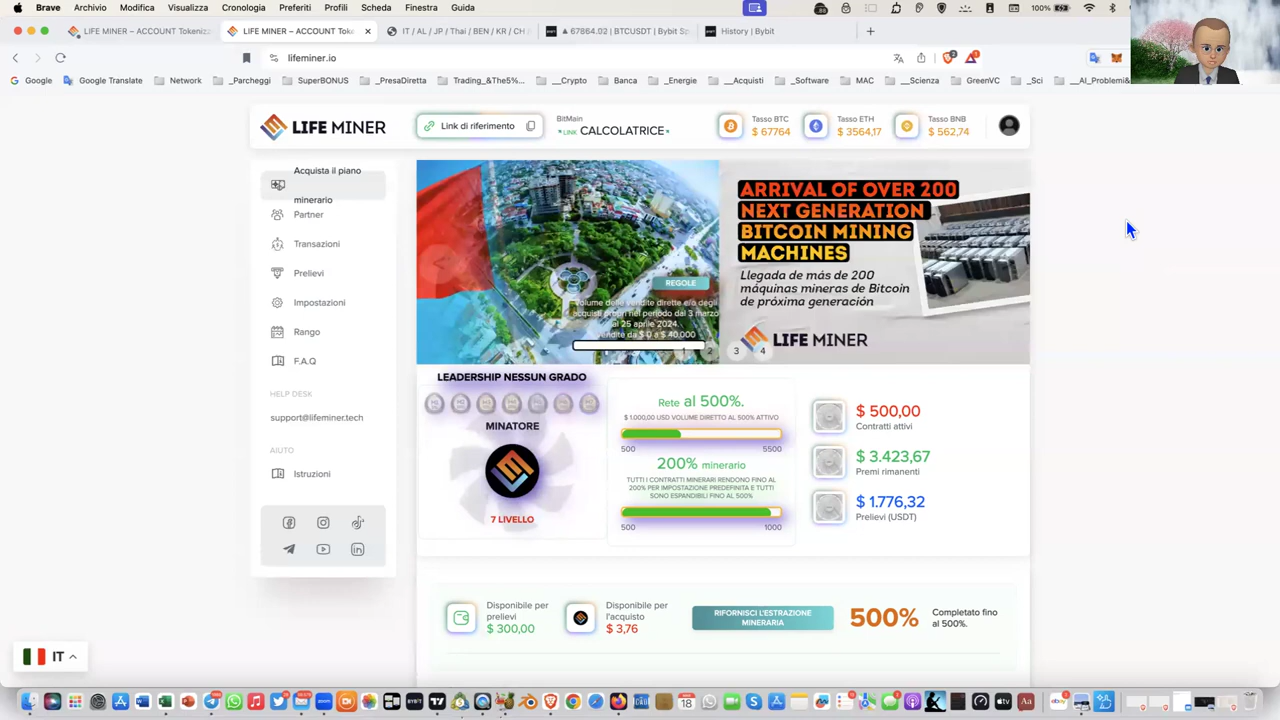 Brave
Archivio
Modifica
Visualizza
Cronologia
Preferiti
Profili
Scheda
Finestra
Guida
100%
LIFE MINER – ACCOUNT Tokeniz
LIFE MINER – ACCOUNT Toke
IT / AL / JP / Thai / BEN / KR / CH
▲ 67864.02 | BTCUSDT | Bybit Sp
History | Bybit
lifeminer.io
Google
Google Translate
Network
_Parcheggi
SuperBONUS
_PresaDiretta
Trading_&The5%...
__Crypto
Banca
_Energie
__Acquisti
_Software
MAC
__Scienza
GreenVC
_Sci
__AI_Problemi&
LIFE MINER
Link di riferimento
BitMain
LINK CALCOLATRICE
Tasso BTC
$ 67764
Tasso ETH
$ 3564,17
Tasso BNB
$ 562,74
Acquista il piano
minerario
Partner
Transazioni
Prelievi
Impostazioni
Rango
F.A.Q
HELP DESK
support@lifeminer.tech
AIUTO
Istruzioni
REGOLE
Volume delle vendite dirette e/o degli
acquisti propri nel periodo dal 3 marzo
al 25 aprile 2024.
vendite da $ 0 a $ 40.000
1 2 3 4
ARRIVAL OF OVER 200
NEXT GENERATION
BITCOIN MINING
MACHINES
Llegada de más de 200
máquinas mineras de Bitcoin
de próxima generación
LIFE MINER
LEADERSHIP NESSUN GRADO
MINATORE
7 LIVELLO
Rete al 500%.
$ 1.000,00 USD VOLUME DIRETTO AL 500% ATTIVO
500 5500
200% minerario
TUTTI I CONTRATTI MINERARI RENDONO FINO AL
200% PER IMPOSTAZIONE PREDEFINITA E TUTTI
SONO ESPANDIBILI FINO AL 500%
500 1000
$ 500,00
Contratti attivi
$ 3.423,67
Premi rimanenti
$ 1.776,32
Prelievi (USDT)
Disponibile per
prelievi
$ 300,00
Disponibile per
l'acquisto
$ 3,76
RIFORNISCI L'ESTRAZIONE
MINERARIA
500%
Completato fino
al 500%.
IT